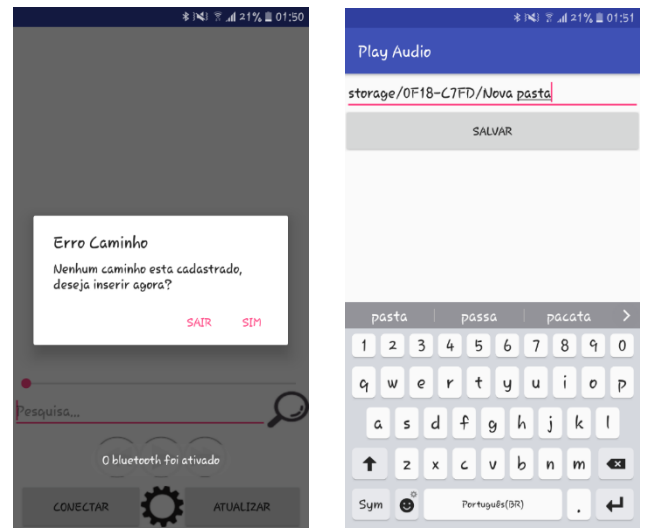 21% 01:50
Erro Caminho
Nenhum caminho esta cadastrado,
deseja inserir agora?
SAIR SIM
Pesquisa...
O bluetooth foi ativado
CONECTAR ATUALIZAR
21% 01:51
Play Audio
storage/0F18-C7FD/Nova pasta
SALVAR
pasta passa pacata
1 2 3 4 5 6 7 8 9 0
q w e r t y u i o p
a s d f g h j k l
z x c v b n m
Sym Português(BR) .